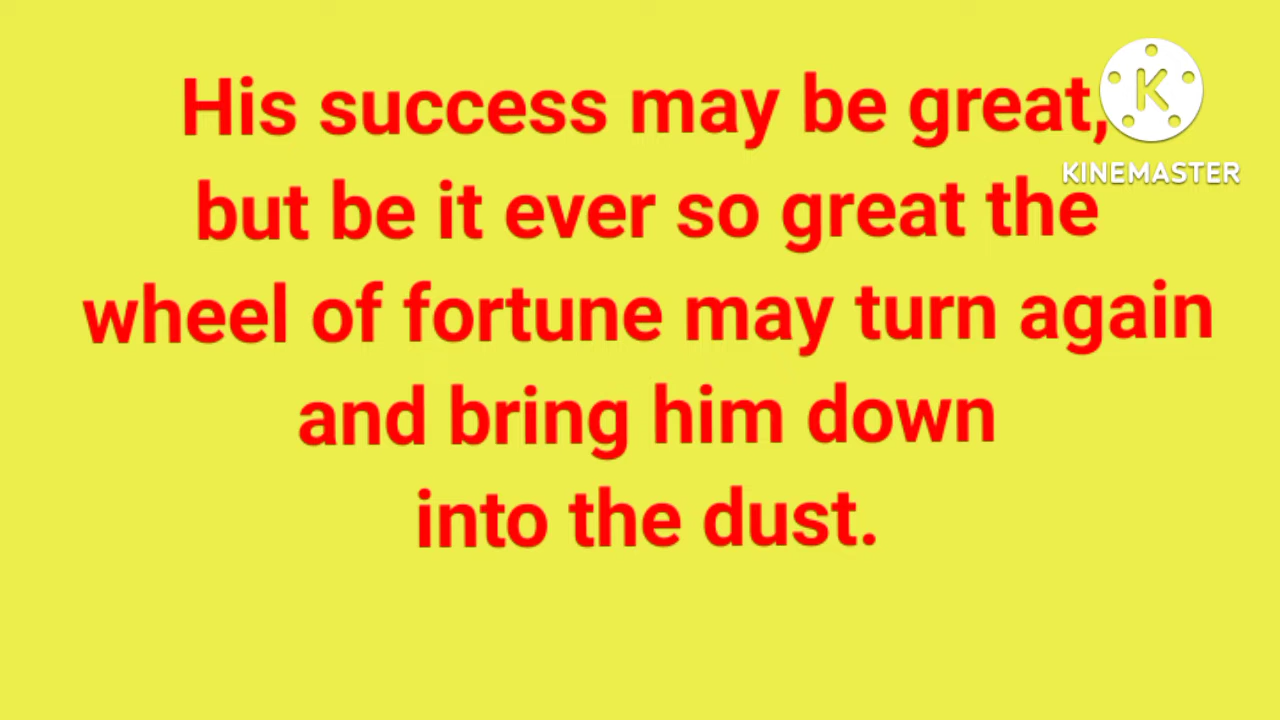 His success may be great,
but be it ever so great the
wheel of fortune may turn again
and bring him down
into the dust.
K
KINEMASTER